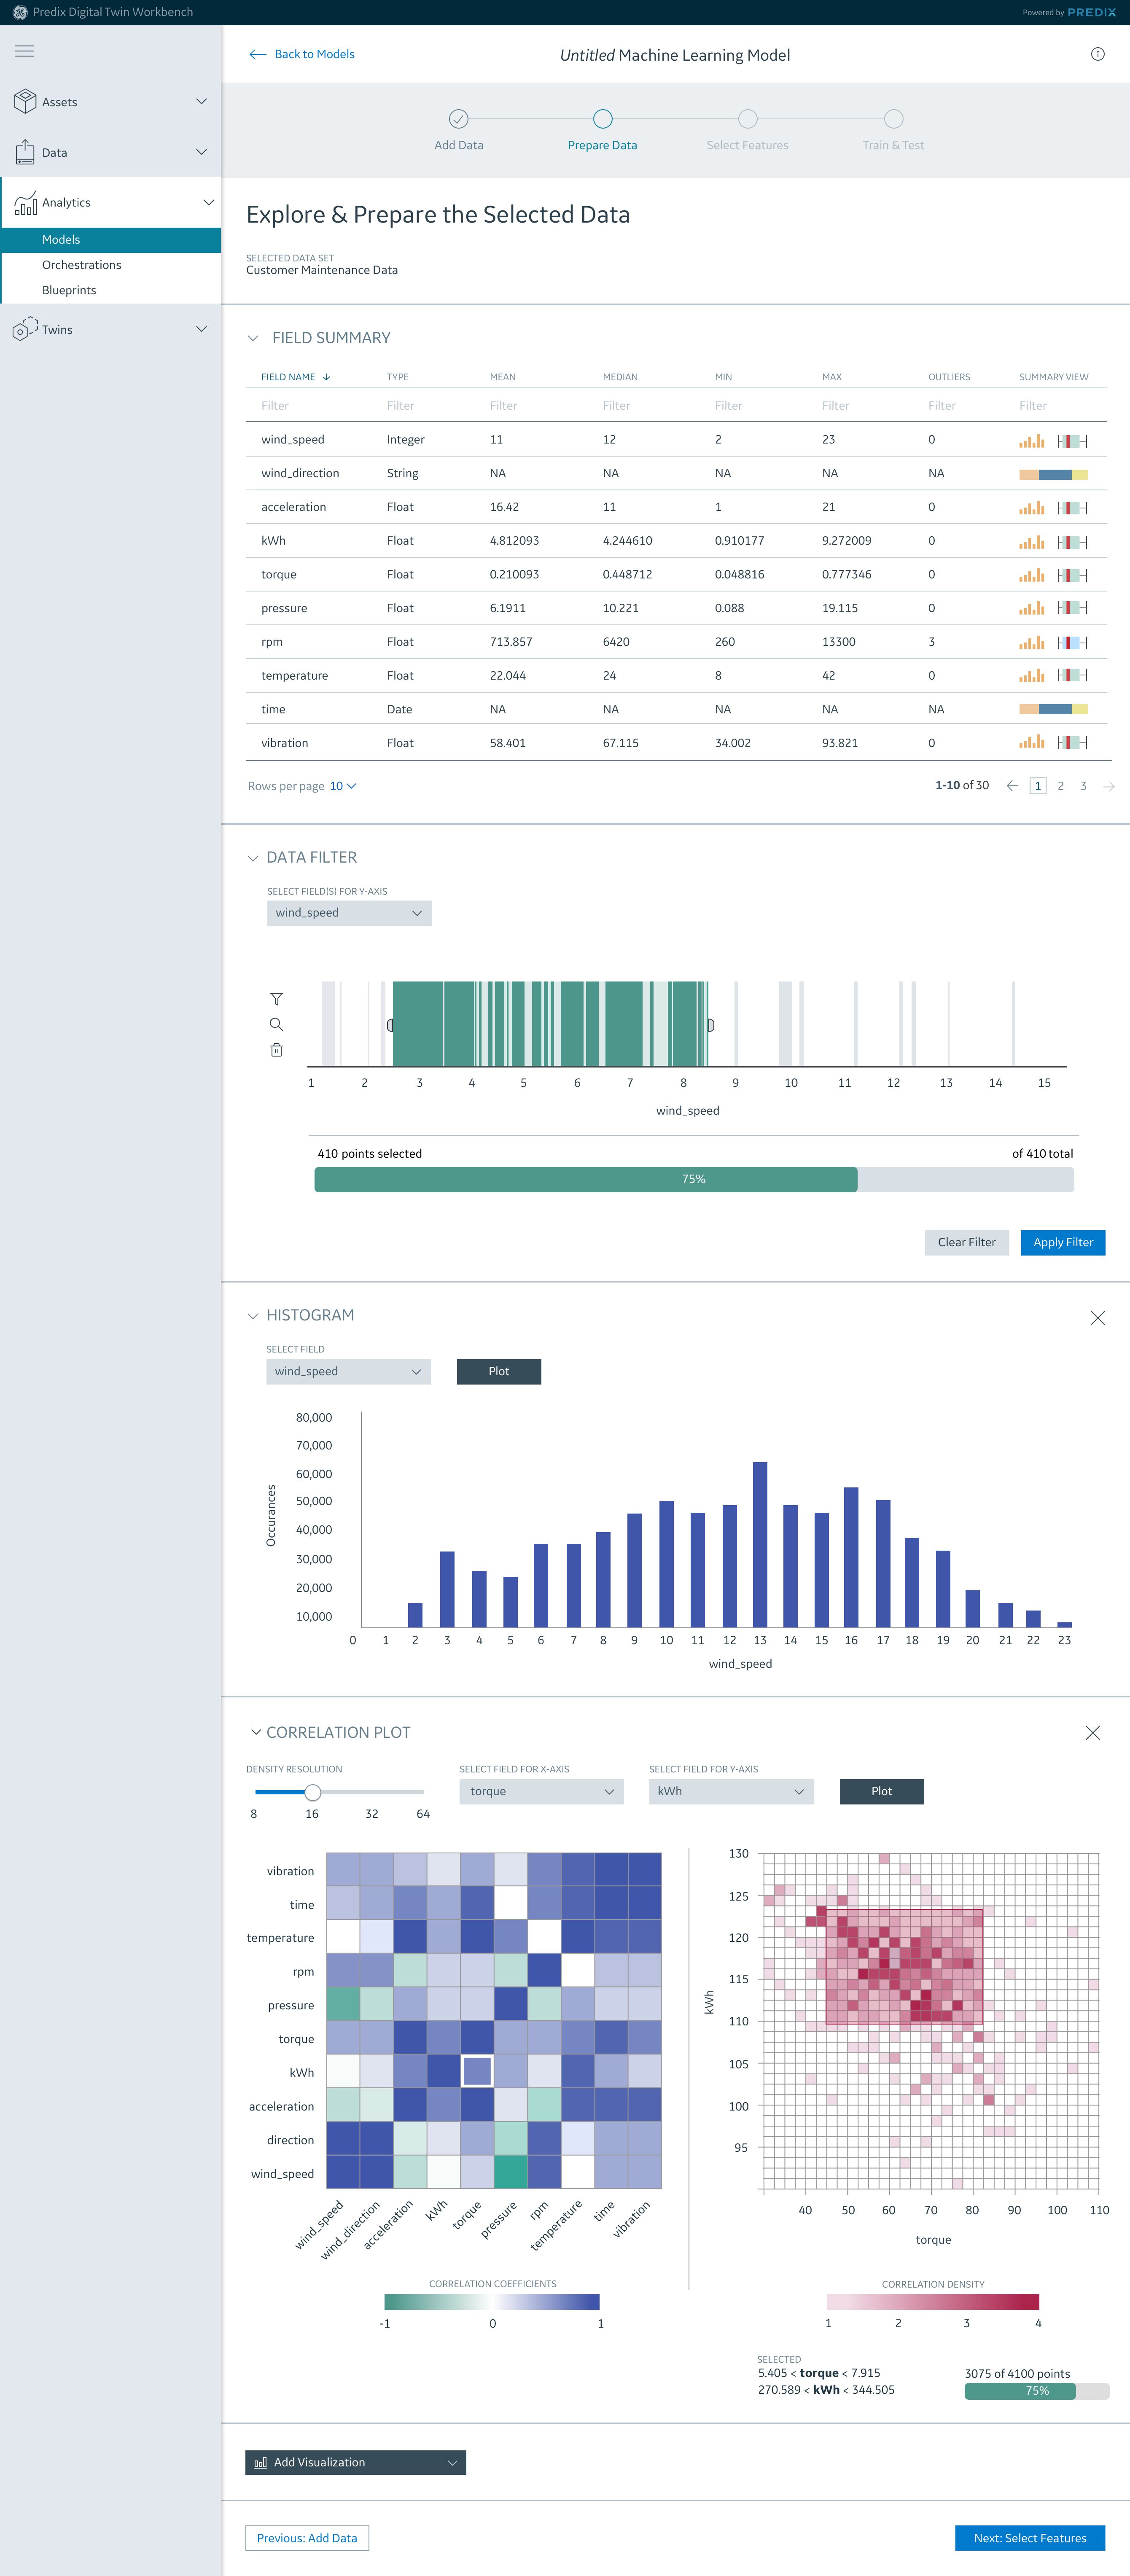 Predix Digital Twin Workbench
Powered by PREDIX
Back to Models
Untitled Machine Learning Model
Assets
Data
Analytics
Models
Orchestrations
Blueprints
Twins
Add Data
Prepare Data
Select Features
Train & Test
Explore & Prepare the Selected Data
SELECTED DATA SET
Customer Maintenance Data
FIELD SUMMARY
FIELD NAME TYPE MEAN MEDIAN MIN MAX OUTLIERS SUMMARY VIEW
Filter Filter Filter Filter Filter Filter Filter Filter
wind_speed Integer 11 12 2 23 0
wind_direction String NA NA NA NA NA
acceleration Float 16.42 11 1 21 0
kWh Float 4.812093 4.244610 0.910177 9.272009 0
torque Float 0.210093 0.448712 0.048816 0.777346 0
pressure Float 6.1911 10.221 0.088 19.115 0
rpm Float 713.857 6420 260 13300 3
temperature Float 22.044 24 8 42 0
time Date NA NA NA NA NA
vibration Float 58.401 67.115 34.002 93.821 0
Rows per page 10
1-10 of 30
1 2 3
DATA FILTER
SELECT FIELD(S) FOR Y-AXIS
wind_speed
1 2 3 4 5 6 7 8 9 10 11 12 13 14 15
wind_speed
410 points selected
of 410 total
75%
Clear Filter
Apply Filter
HISTOGRAM
SELECT FIELD
wind_speed
Plot
80,000
70,000
60,000
50,000
40,000
30,000
20,000
10,000
Occurances
0 1 2 3 4 5 6 7 8 9 10 11 12 13 14 15 16 17 18 19 20 21 22 23
wind_speed
CORRELATION PLOT
DENSITY RESOLUTION
8 16 32 64
SELECT FIELD FOR X-AXIS
torque
SELECT FIELD FOR Y-AXIS
kWh
Plot
vibration
time
temperature
rpm
pressure
torque
kWh
acceleration
direction
wind_speed
wind_speed
wind_direction
acceleration
kWh
torque
pressure
rpm
temperature
time
vibration
CORRELATION COEFFICIENTS
-1 0 1
130
125
120
115
110
105
100
95
kWh
40 50 60 70 80 90 100 110
torque
CORRELATION DENSITY
1 2 3 4
SELECTED
5.405 < torque < 7.915
270.589 < kWh < 344.505
3075 of 4100 points
75%
Add Visualization
Previous: Add Data
Next: Select Features